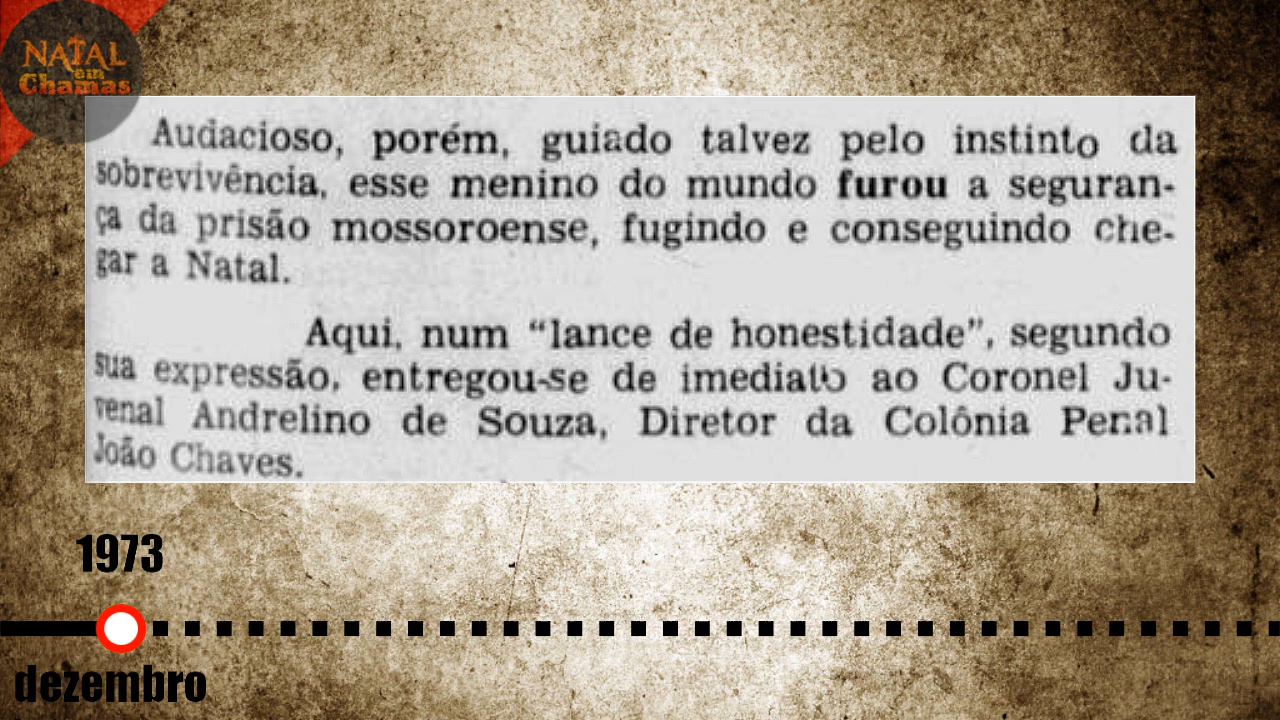 NATAL
em
Chamas
Audacioso, porém, guiado talvez pelo instinto da
sobrevivência, esse menino do mundo furou a seguran-
ça da prisão mossoroense, fugindo e conseguindo che-
gar a Natal.
Aqui, num “lance de honestidade”, segundo
sua expressão, entregou-se de imediato ao Coronel Ju-
venal Andrelino de Souza, Diretor da Colônia Penal
João Chaves.
1973
dezembro